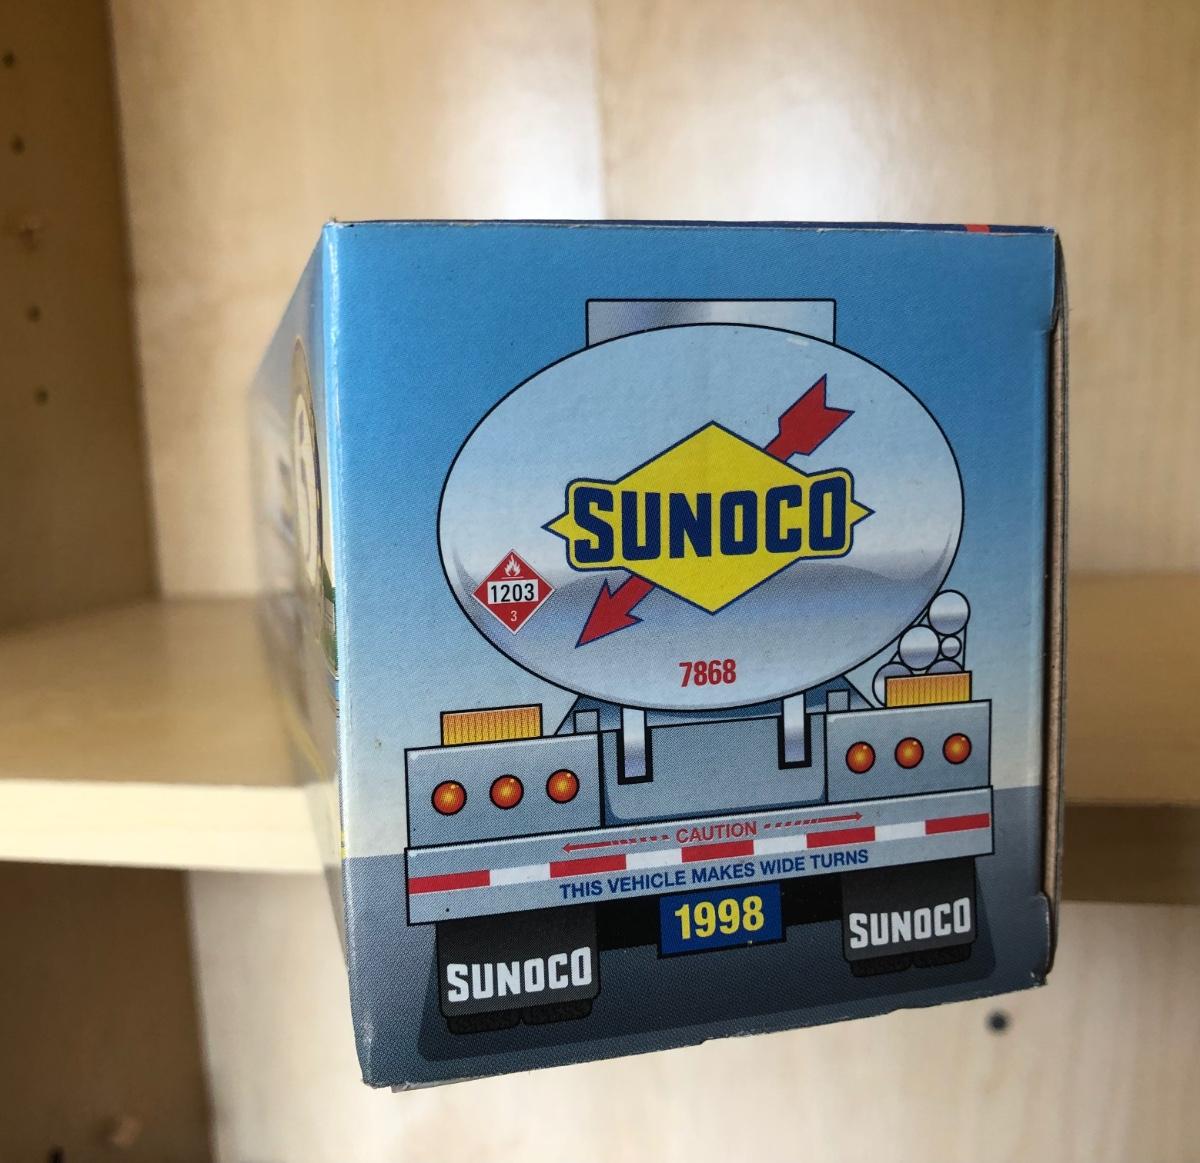 SUNOCO
1203
3
7868
CAUTION
THIS VEHICLE MAKES WIDE TURNS
1998
SUNOCO
SUNOCO